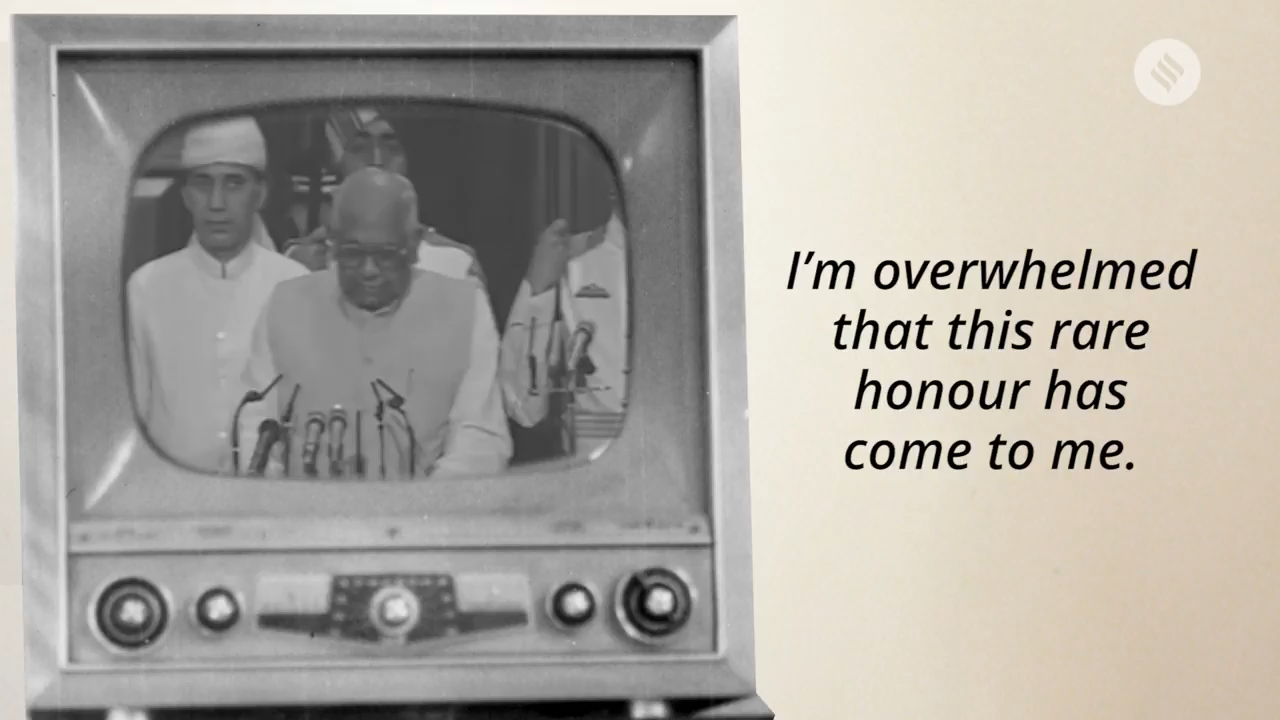 I’m overwhelmed
that this rare
honour has
come to me.